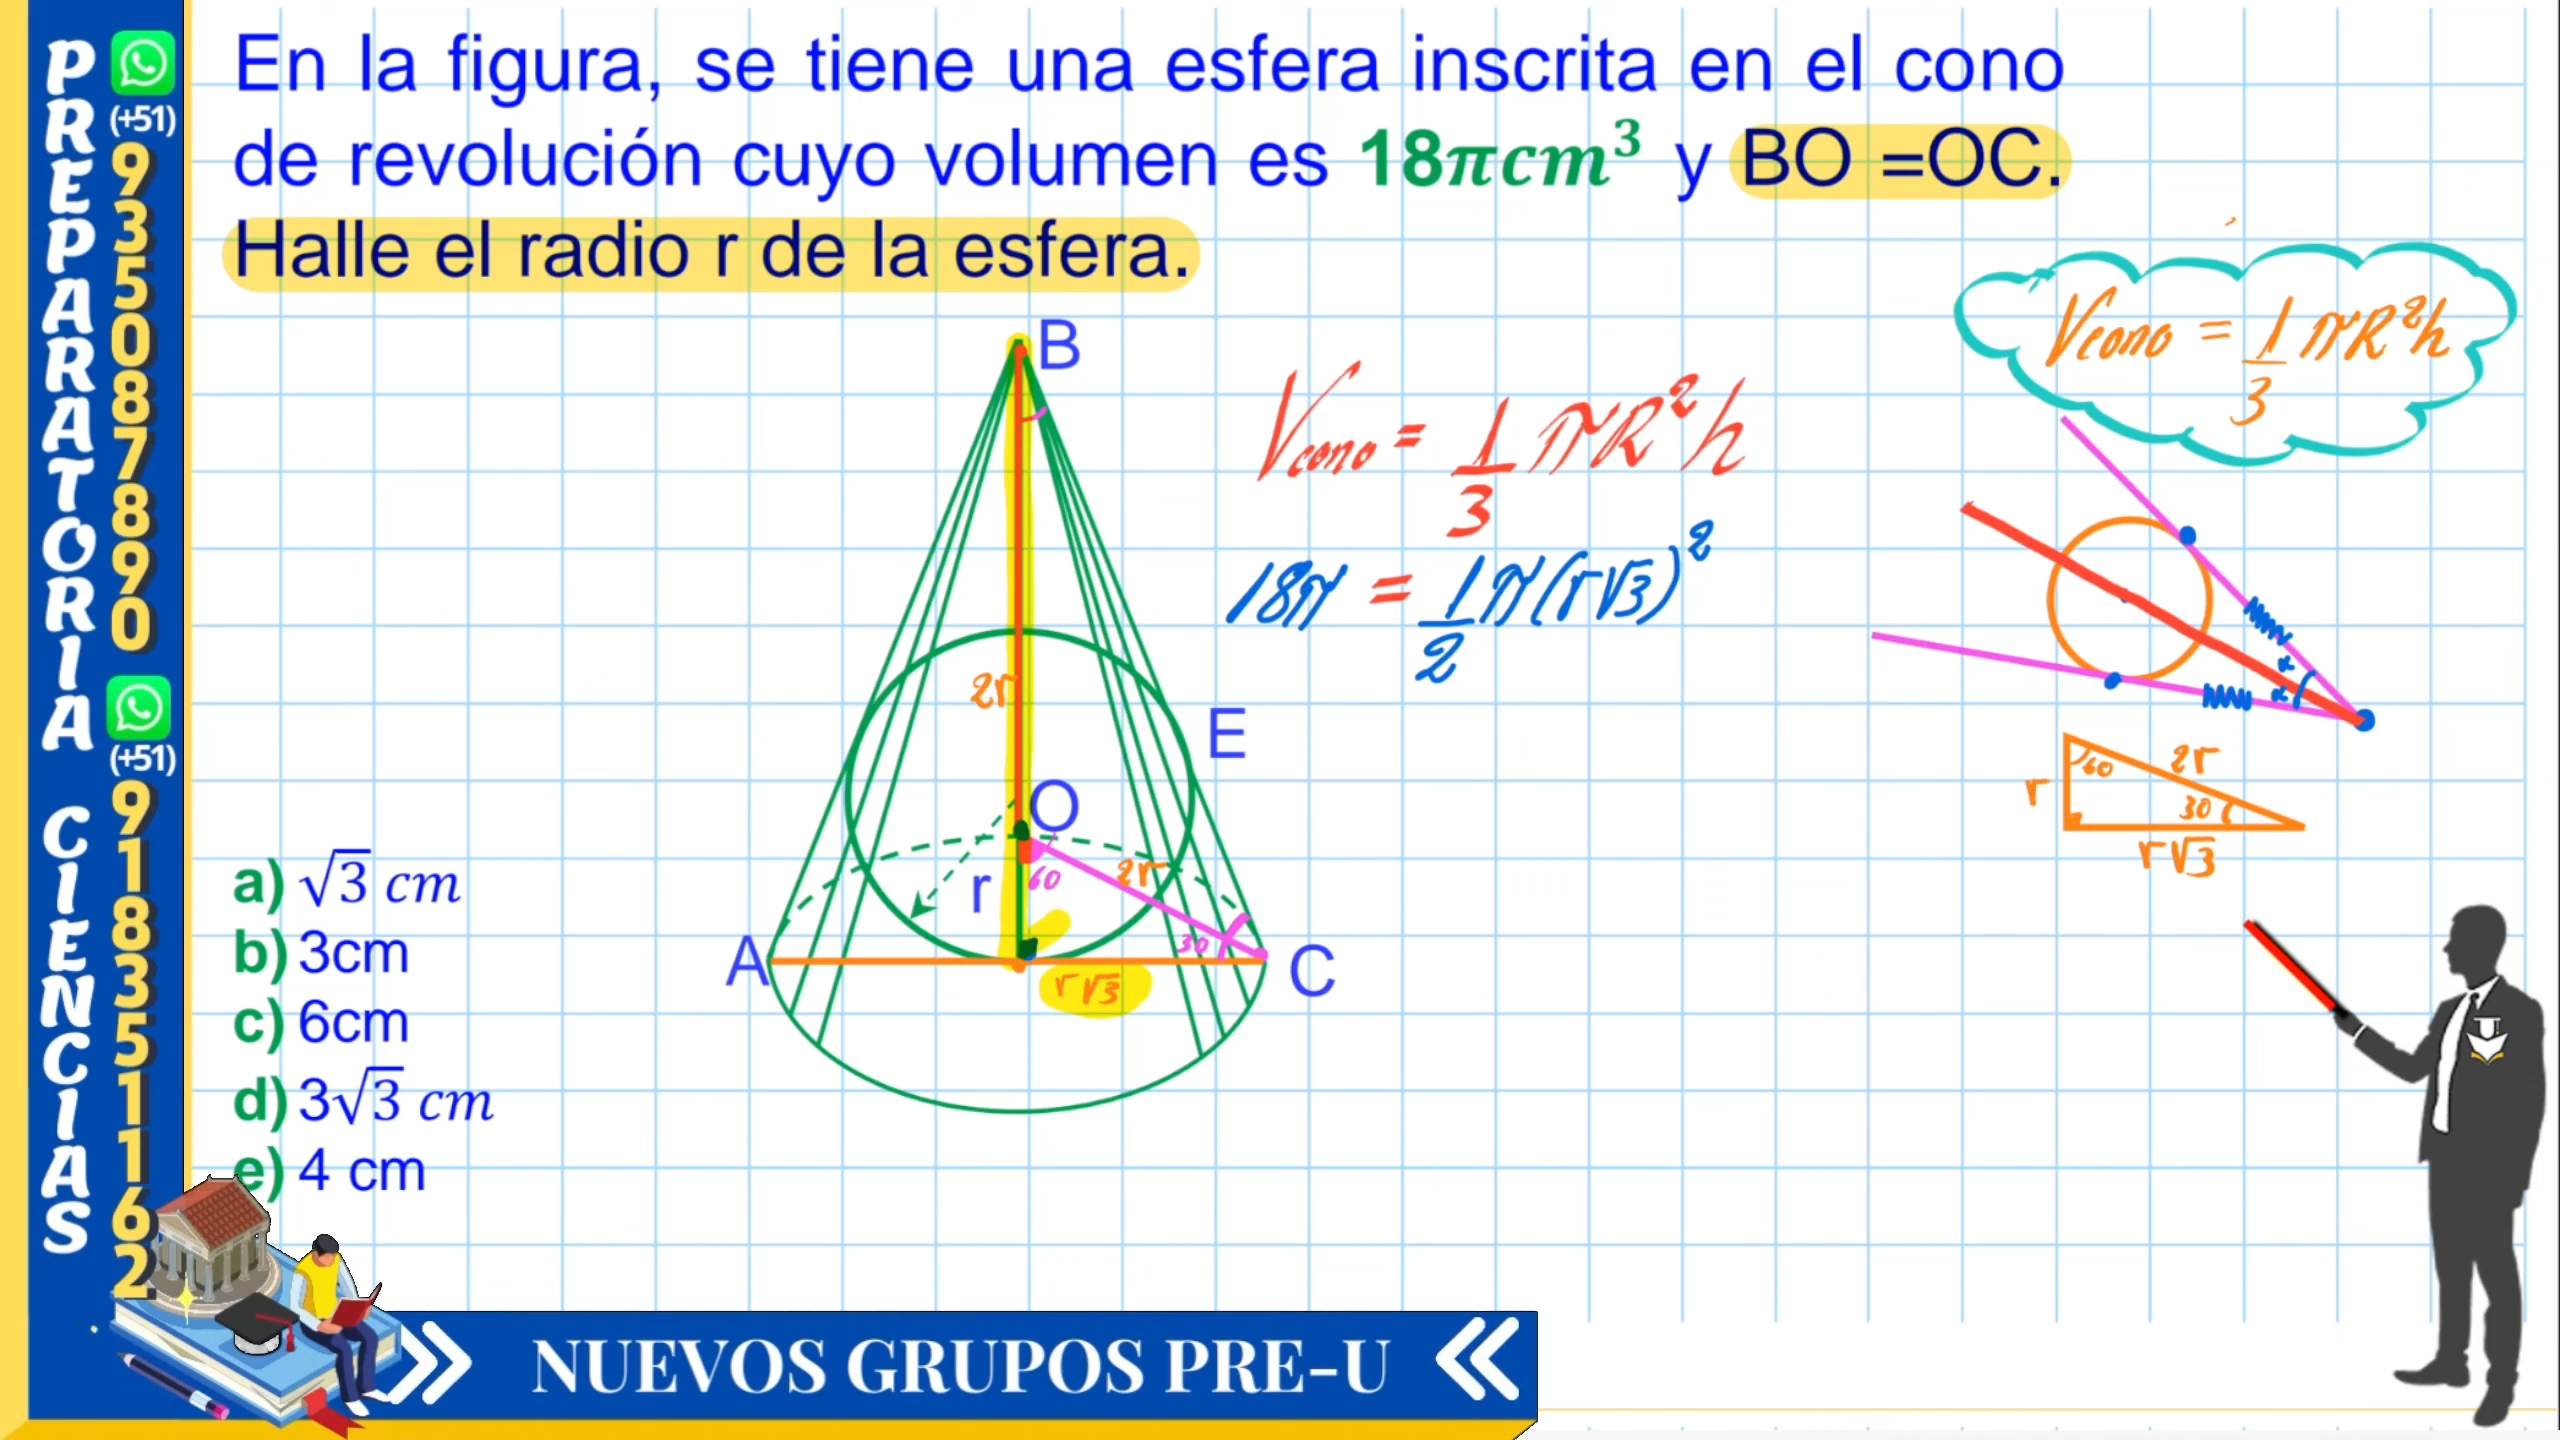 PREPARATORIA CIENCIAS
(+51)
935087890
(+51)
918351162
En la figura, se tiene una esfera inscrita en el cono
de revolución cuyo volumen es 18πcm³ y BO =OC.
Halle el radio r de la esfera.
Vcono = 1/3 πR²h
B
Vcono = 1/3 πR²h
18π = 1/2 π(r√3)²
2r
E
O
r
60
2r
30
A
C
r√3
α
α
60
2r
r
30
r√3
a) √3 cm
b) 3cm
c) 6cm
d) 3√3 cm
e) 4 cm
NUEVOS GRUPOS PRE-U